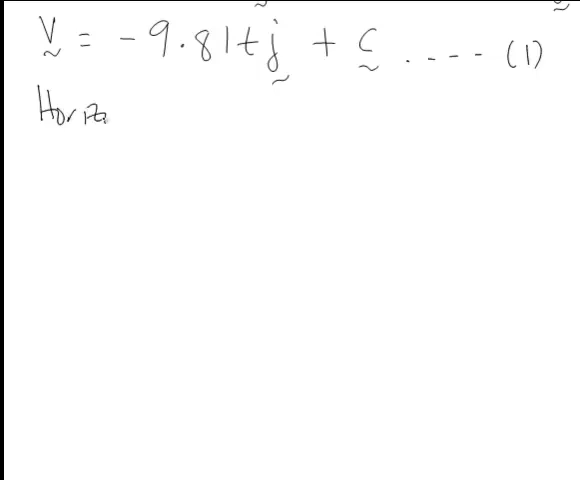 v = -9.81tj + c ..... (1)
Horiz